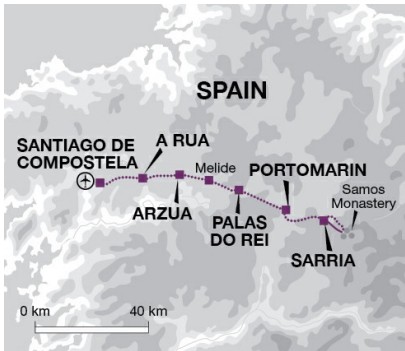 SPAIN
SANTIAGO DE
COMPOSTELA
A RUA
Melide
PORTOMARIN
Samos
Monastery
ARZUA
PALAS
DO REI
SARRIA
0 km
40 km